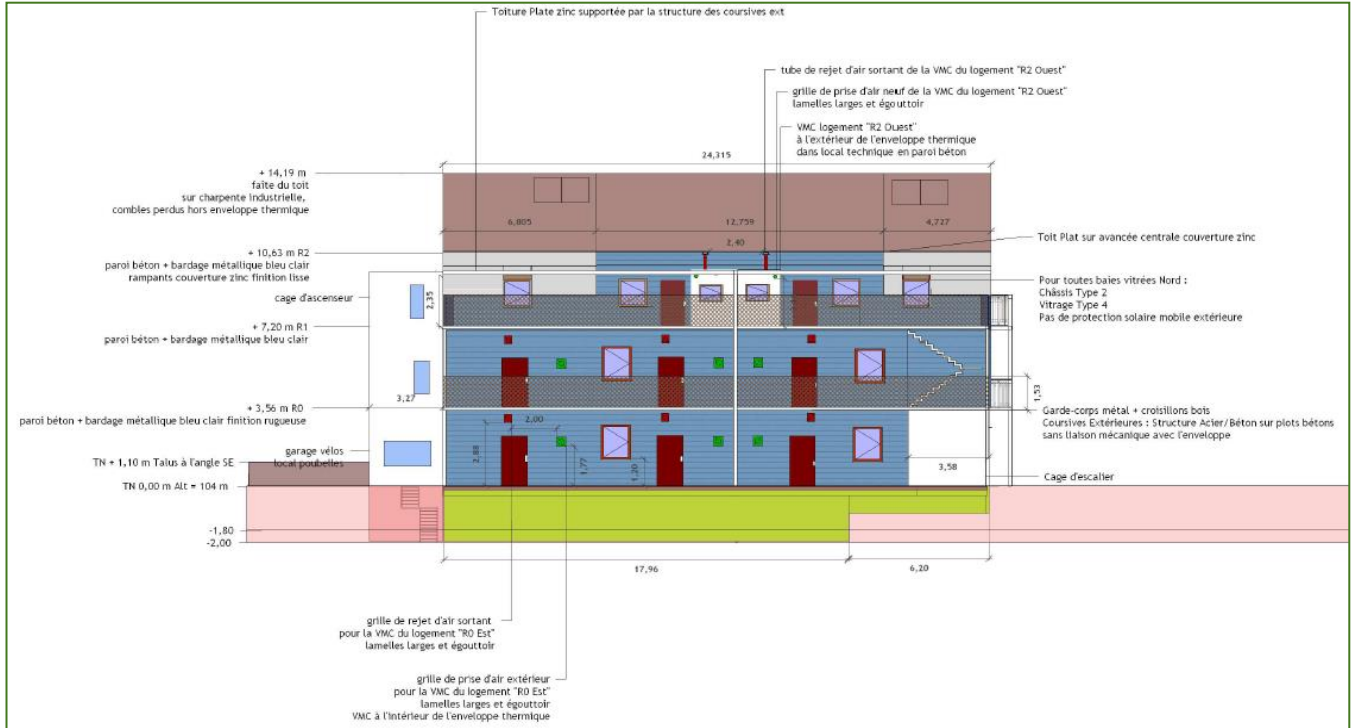 Toiture Plate zinc supportée par la structure des coursives ext
tube de rejet d'air sortant de la VMC du logement "R2 Ouest"
grille de prise d'air neuf de la VMC du logement "R2 Ouest"
lamelles larges et égouttoir
VMC logement "R2 Ouest"
à l'extérieur de l'enveloppe thermique
dans local technique en paroi béton
24,315
+ 14,19 m
faîte du toit
sur charpente industrielle,
combles perdus hors enveloppe thermique
6,805
12,759
4,727
2,40
Toit Plat sur avancée centrale couverture zinc
+ 10,63 m R2
paroi béton + bardage métallique bleu clair
rampants couverture zinc finition lisse
cage d'ascenseur
2,35
Pour toutes baies vitrées Nord :
Châssis Type 2
Vitrage Type 4
Pas de protection solaire mobile extérieure
+ 7,20 m R1
paroi béton + bardage métallique bleu clair
3,27
1,53
+ 3,56 m R0
paroi béton + bardage métallique bleu clair finition rugueuse
Garde-corps métal + croisillons bois
Coursives Extérieures : Structure Acier/Béton sur plots bétons
sans liaison mécanique avec l'enveloppe
2,00
2,88
1,77
1,20
3,58
garage vélos
local poubelles
TN + 1,10 m Talus à l'angle SE
Cage d'escalier
TN 0,00 m Alt = 104 m
-1,80
-2,00
17,96
6,20
grille de rejet d'air sortant
pour la VMC du logement "R0 Est"
lamelles larges et égouttoir
grille de prise d'air extérieur
pour la VMC du logement "R0 Est"
lamelles larges et égouttoir
VMC à l'intérieur de l'enveloppe thermique